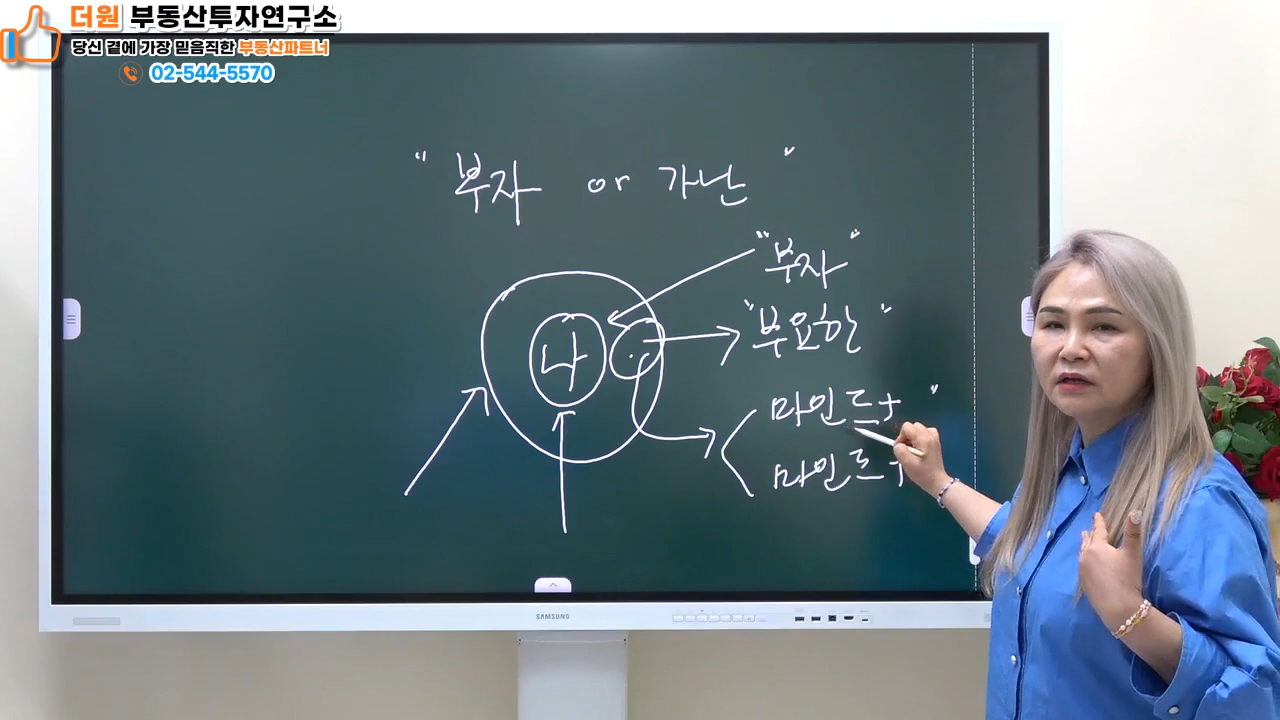 더원 부동산투자연구소
당신 곁에 가장 믿음직한 부동산파트너
02-544-5570
"부자 or 가난"
"부자"
"부요한"
나
마인드+"
마인드+
SAMSUNG